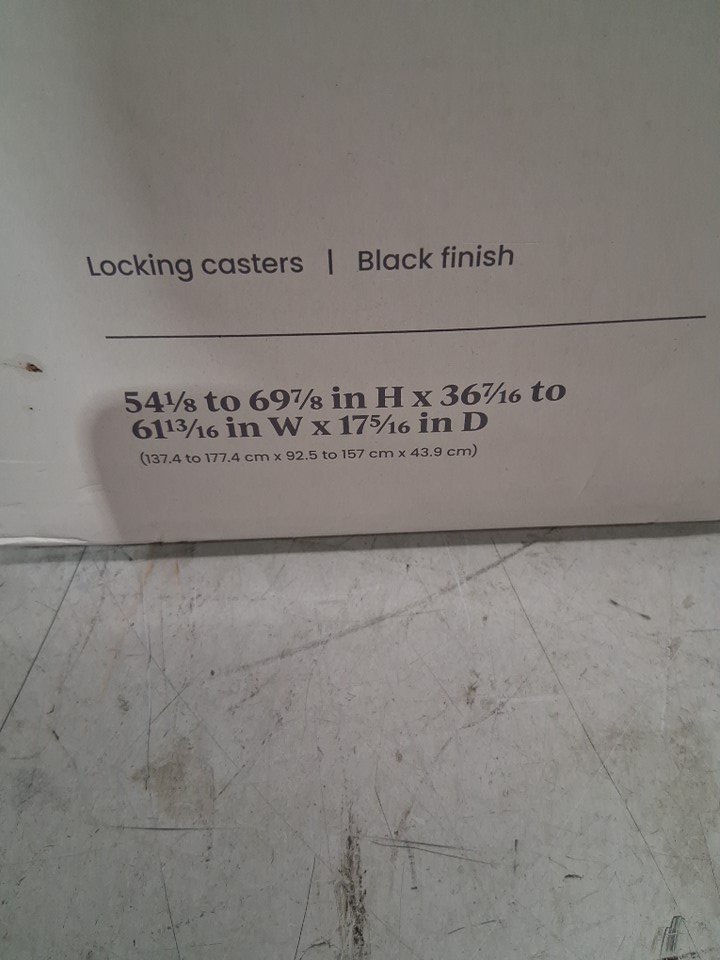 Locking casters | Black finish
54⅛ to 69⅞ in H x 36⁷⁄₁₆ to
61¹³⁄₁₆ in W x 17⁵⁄₁₆ in D
(137.4 to 177.4 cm x 92.5 to 157 cm x 43.9 cm)